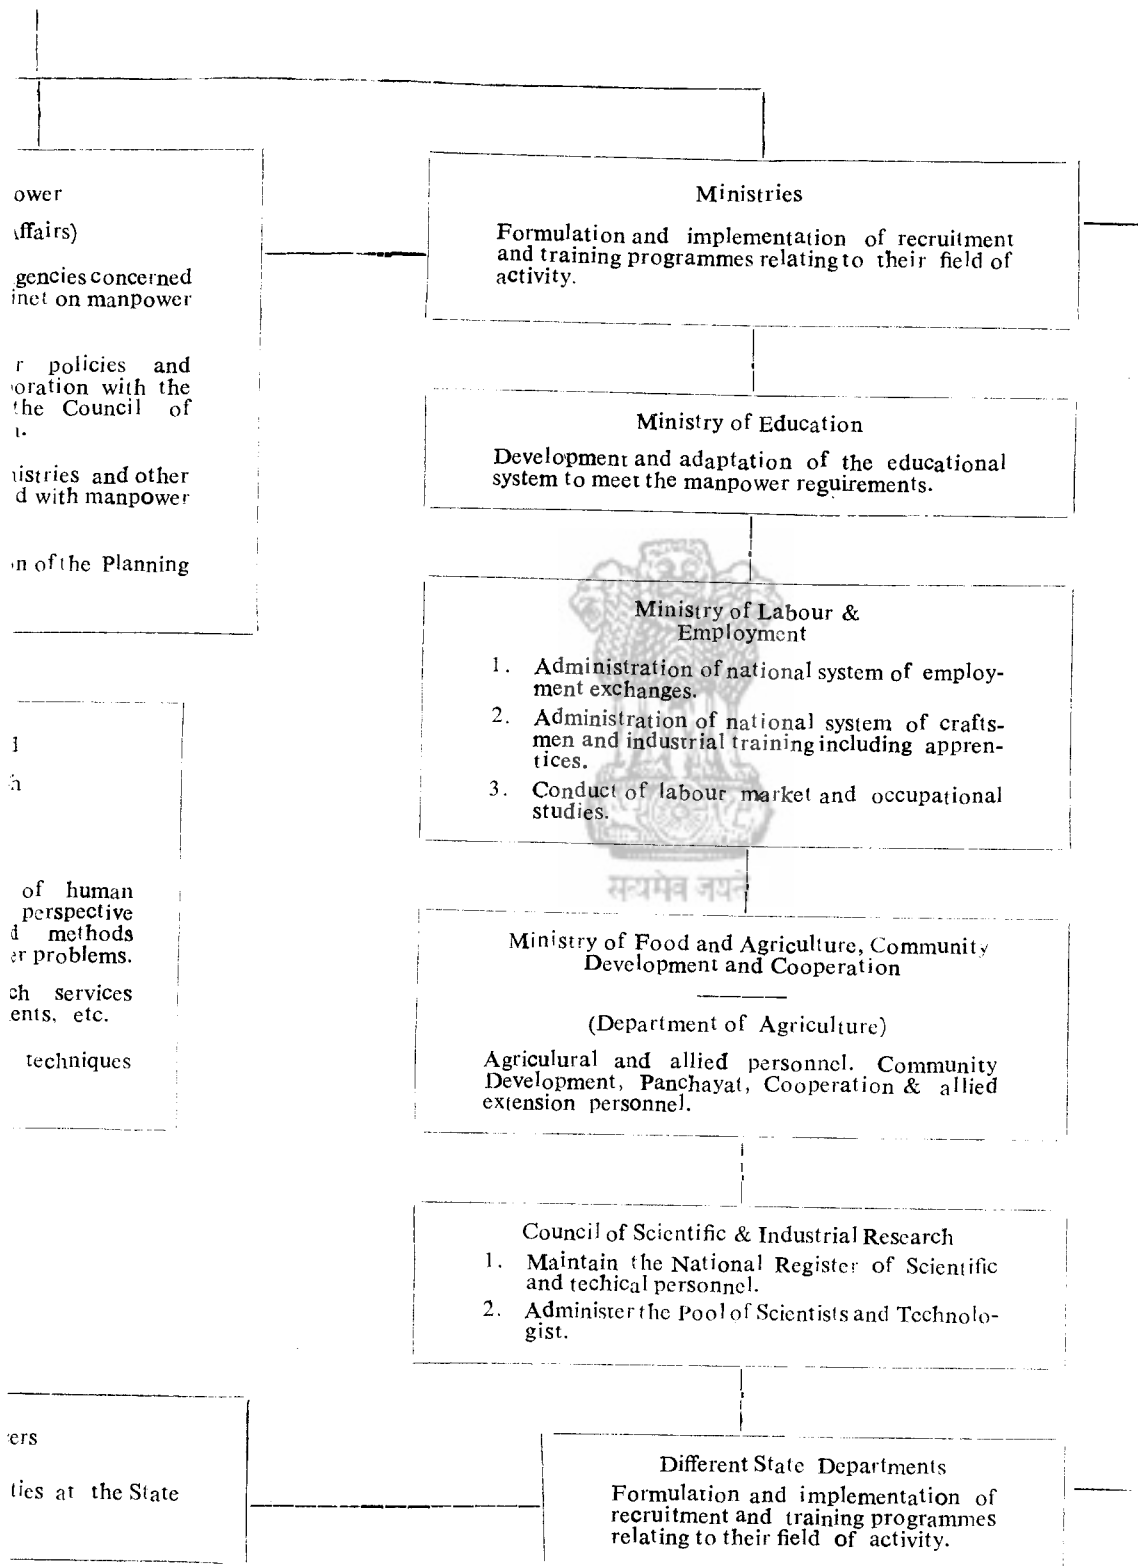 ower
ffairs)
gencies concerned
inet on manpower
r policies and
oration with the
the Council of
istries and other
d with manpower
n of the Planning
l
h
of human
perspective
d methods
er problems.
ch services
ents, etc.
techniques
ers
ties at the State
Ministries
Formulation and implementation of recruitment
and training programmes relating to their field of
activity.
Ministry of Education
Development and adaptation of the educational
system to meet the manpower reguirements.
Ministry of Labour &
Employment
1. Administration of national system of employ-
ment exchanges.
2. Administration of national system of crafts-
men and industrial training including appren-
tices.
3. Conduct of labour market and occupational
studies.
सत्यमेव जयते
Ministry of Food and Agriculture, Community
Development and Cooperation
(Department of Agriculture)
Agriculural and allied personnel. Community
Development, Panchayat, Cooperation & allied
extension personnel.
Council of Scientific & Industrial Research
1. Maintain the National Register of Scientific
and techical personnel.
2. Administer the Pool of Scientists and Technolo-
gist.
Different State Departments
Formulation and implementation of
recruitment and training programmes
relating to their field of activity.